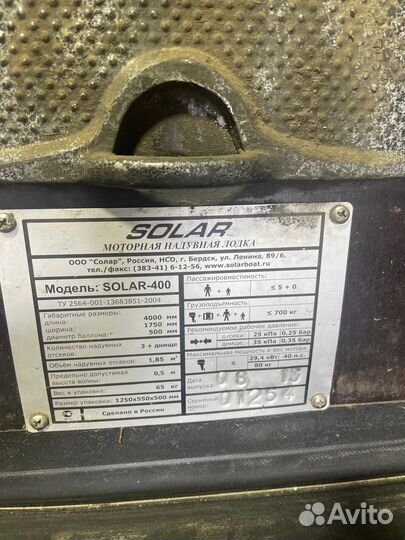 SOLAR
МОТОРНАЯ НАДУВНАЯ ЛОДКА
ООО "Солар", Россия, НСО, г. Бердск, ул. Ленина, 89/6,
тел./факс: (383-41) 6-12-56, www.solarboat.ru
Модель: SOLAR-400
ТУ 2564-001-13683851-2004
Габаритные размеры:
длина: 4000 мм
ширина: 1750 мм
диаметр баллона: 500 мм
Количество надувных отсеков: 3 + днище
Объём надувных отсеков: 1,85 м³
Предельно допустимая высота волны: 0,5 м
Вес в упаковке: 65 кг
Размер упаковки: 1250х550х500 мм
Сделано в России
Пассажировместимость:
+ ≤ 5 + 0
Грузоподъёмность:
+ + ≤ 700 кг
Рекомендуемое рабочее давление:
отсеки: 25 кПа 0,25 бар
днище: 35 кПа 0,35 бар
Максимальная мощность и вес мотора:
≤ 29,4 кВт 40 л.с.
80 кг
Дата выпуска: 08
Серийный номер: 01254
Avito